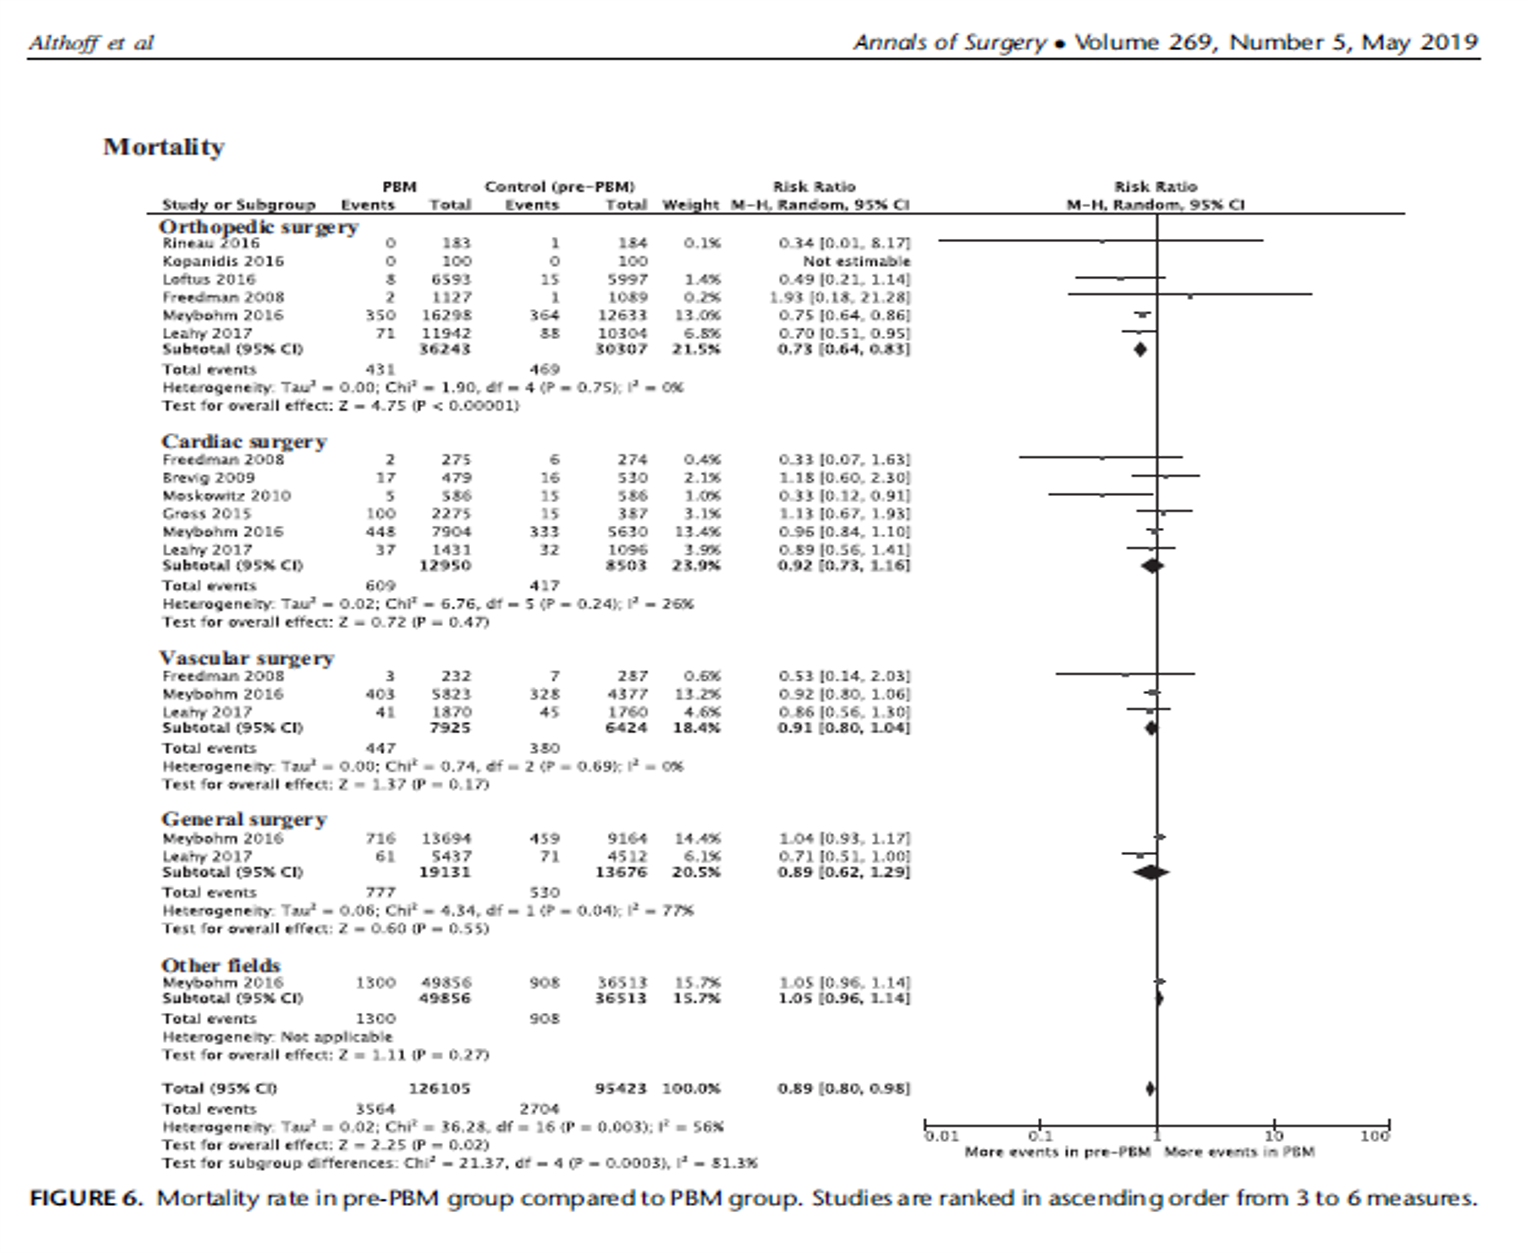 Althoff et al
Annals of Surgery • Volume 269, Number 5, May 2019
Mortality
PBM Control (pre-PBM) Risk Ratio Risk Ratio
Study or Subgroup Events Total Events Total Weight M-H, Random, 95% CI M-H, Random, 95% CI
Orthopedic surgery
Rineau 2016 0 183 1 184 0.1% 0.34 [0.01, 8.17]
Kopanidis 2016 0 100 0 100 Not estimable
Loftus 2016 8 6593 15 5997 1.4% 0.49 [0.21, 1.14]
Freedman 2008 2 1127 1 1089 0.2% 1.93 [0.18, 21.28]
Meybohm 2016 350 16298 364 12633 13.0% 0.75 [0.64, 0.86]
Leahy 2017 71 11942 88 10304 6.8% 0.70 [0.51, 0.95]
Subtotal (95% CI) 36243 30307 21.5% 0.73 [0.64, 0.83]
Total events 431 469
Heterogeneity: Tau² = 0.00; Chi² = 1.90, df = 4 (P = 0.75); I² = 0%
Test for overall effect: Z = 4.75 (P < 0.00001)
Cardiac surgery
Freedman 2008 2 275 6 274 0.4% 0.33 [0.07, 1.63]
Brevig 2009 17 479 16 530 2.1% 1.18 [0.60, 2.30]
Moskowitz 2010 5 586 15 586 1.0% 0.33 [0.12, 0.91]
Gross 2015 100 2275 15 387 3.1% 1.13 [0.67, 1.93]
Meybohm 2016 448 7904 333 5630 13.4% 0.96 [0.84, 1.10]
Leahy 2017 37 1431 32 1096 3.9% 0.89 [0.56, 1.41]
Subtotal (95% CI) 12950 8503 23.9% 0.92 [0.73, 1.16]
Total events 609 417
Heterogeneity: Tau² = 0.02; Chi² = 6.76, df = 5 (P = 0.24); I² = 26%
Test for overall effect: Z = 0.72 (P = 0.47)
Vascular surgery
Freedman 2008 3 232 7 287 0.6% 0.53 [0.14, 2.03]
Meybohm 2016 403 5823 328 4377 13.2% 0.92 [0.80, 1.06]
Leahy 2017 41 1870 45 1760 4.6% 0.86 [0.56, 1.30]
Subtotal (95% CI) 7925 6424 18.4% 0.91 [0.80, 1.04]
Total events 447 380
Heterogeneity: Tau² = 0.00; Chi² = 0.74, df = 2 (P = 0.69); I² = 0%
Test for overall effect: Z = 1.37 (P = 0.17)
General surgery
Meybohm 2016 716 13694 459 9164 14.4% 1.04 [0.93, 1.17]
Leahy 2017 61 5437 71 4512 6.1% 0.71 [0.51, 1.00]
Subtotal (95% CI) 19131 13676 20.5% 0.89 [0.62, 1.29]
Total events 777 530
Heterogeneity: Tau² = 0.06; Chi² = 4.34, df = 1 (P = 0.04); I² = 77%
Test for overall effect: Z = 0.60 (P = 0.55)
Other fields
Meybohm 2016 1300 49856 908 36513 15.7% 1.05 [0.96, 1.14]
Subtotal (95% CI) 49856 36513 15.7% 1.05 [0.96, 1.14]
Total events 1300 908
Heterogeneity: Not applicable
Test for overall effect: Z = 1.11 (P = 0.27)
Total (95% CI) 126105 95423 100.0% 0.89 [0.80, 0.98]
Total events 3564 2704
Heterogeneity: Tau² = 0.02; Chi² = 36.28, df = 16 (P = 0.003); I² = 56%
Test for overall effect: Z = 2.25 (P = 0.02)
Test for subgroup differences: Chi² = 21.37, df = 4 (P = 0.0003), I² = 81.3%
0.01 0.1 1 10 100
More events in pre-PBM More events in PBM
FIGURE 6. Mortality rate in pre-PBM group compared to PBM group. Studies are ranked in ascending order from 3 to 6 measures.